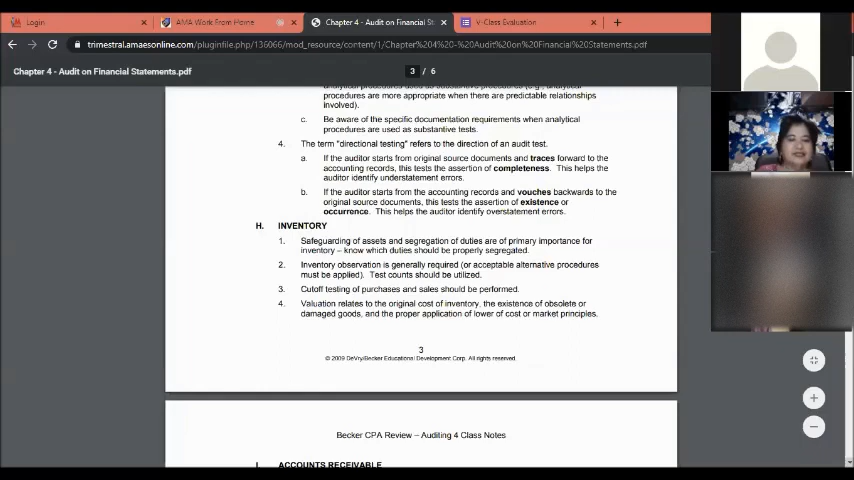 Login
AMA Work From Home
Chapter 4 - Audit on Financial St
V-Class Evaluation
trimestral.amaesonline.com/pluginfile.php/136066/mod_resource/content/1/Chapter%204%20-%20Audit%20on%20Financial%20Statements.pdf
Chapter 4 - Audit on Financial Statements.pdf
3 / 6
analytical procedures used as substantive procedures (e.g., analytical
procedures are more appropriate when there are predictable relationships
involved).
c. Be aware of the specific documentation requirements when analytical
procedures are used as substantive tests.
4. The term "directional testing" refers to the direction of an audit test.
a. If the auditor starts from original source documents and traces forward to the
accounting records, this tests the assertion of completeness. This helps the
auditor identify understatement errors.
b. If the auditor starts from the accounting records and vouches backwards to the
original source documents, this tests the assertion of existence or
occurrence. This helps the auditor identify overstatement errors.
H. INVENTORY
1. Safeguarding of assets and segregation of duties are of primary importance for
inventory – know which duties should be properly segregated.
2. Inventory observation is generally required (or acceptable alternative procedures
must be applied). Test counts should be utilized.
3. Cutoff testing of purchases and sales should be performed.
4. Valuation relates to the original cost of inventory, the existence of obsolete or
damaged goods, and the proper application of lower of cost or market principles.
3
© 2009 DeVry/Becker Educational Development Corp. All rights reserved.
Becker CPA Review – Auditing 4 Class Notes
I. ACCOUNTS RECEIVABLE